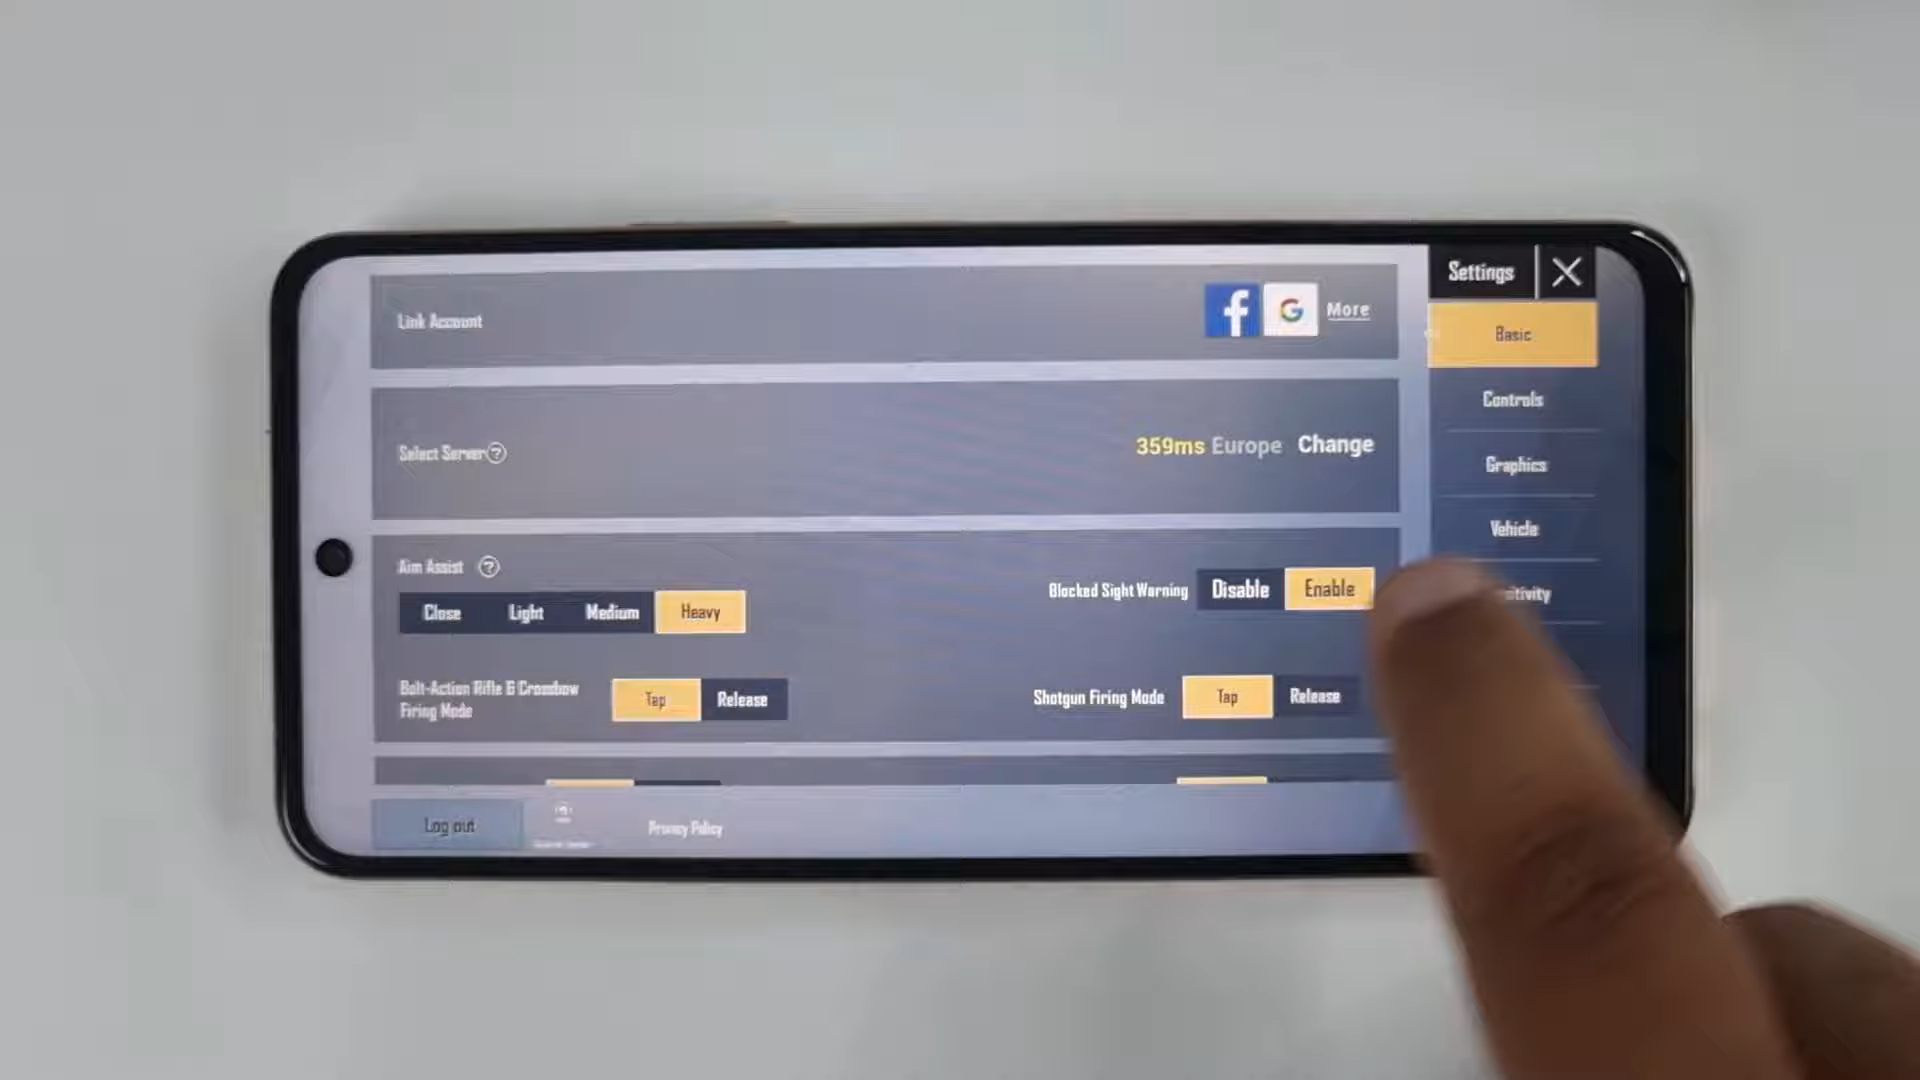 Settings
Link Account
More
Basic
Controls
Select Server
359ms Europe Change
Graphics
Vehicle
Aim Assist
Close Light Medium Heavy
Blocked Sight Warning Disable Enable
Bolt-Action Rifle & Crossbow
Firing Mode
Tap Release
Shotgun Firing Mode Tap Release
Log out
Privacy Policy